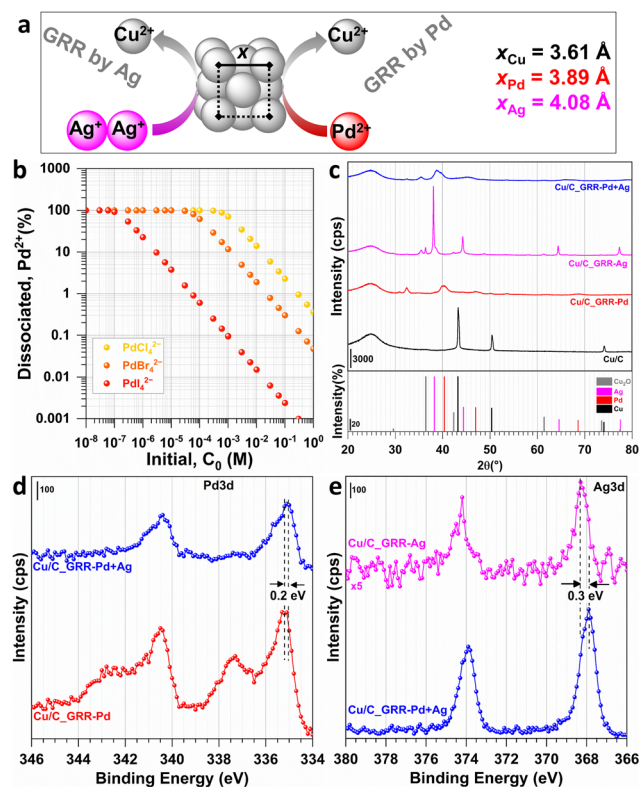 a
Cu²⁺
Cu²⁺
GRR by Ag
GRR by Pd
x
Ag⁺
Ag⁺
Pd²⁺
xCu = 3.61 Å
xPd = 3.89 Å
xAg = 4.08 Å
b
Dissociated, Pd²⁺(%)
1000
100
10
1
0.1
0.01
0.001
PdCl₄²⁻
PdBr₄²⁻
PdI₄²⁻
10⁻⁸ 10⁻⁷ 10⁻⁶ 10⁻⁵ 10⁻⁴ 10⁻³ 10⁻² 10⁻¹ 10⁰
Initial, C₀ (M)
c
Intensity (cps)
Cu/C_GRR-Pd+Ag
Cu/C_GRR-Ag
Cu/C_GRR-Pd
3000
Cu/C
Intensity(%)
Cu₂O
Ag
Pd
Cu
20
20 30 40 50 60 70 80
2θ(°)
d
100
Pd3d
Intensity (cps)
Cu/C_GRR-Pd+Ag
0.2 eV
Cu/C_GRR-Pd
346 343 340 337 334
Binding Energy (eV)
e
100
Ag3d
Intensity (cps)
Cu/C_GRR-Ag
x5
0.3 eV
Cu/C_GRR-Pd+Ag
380 378 376 374 372 370 368 366
Binding Energy (eV)